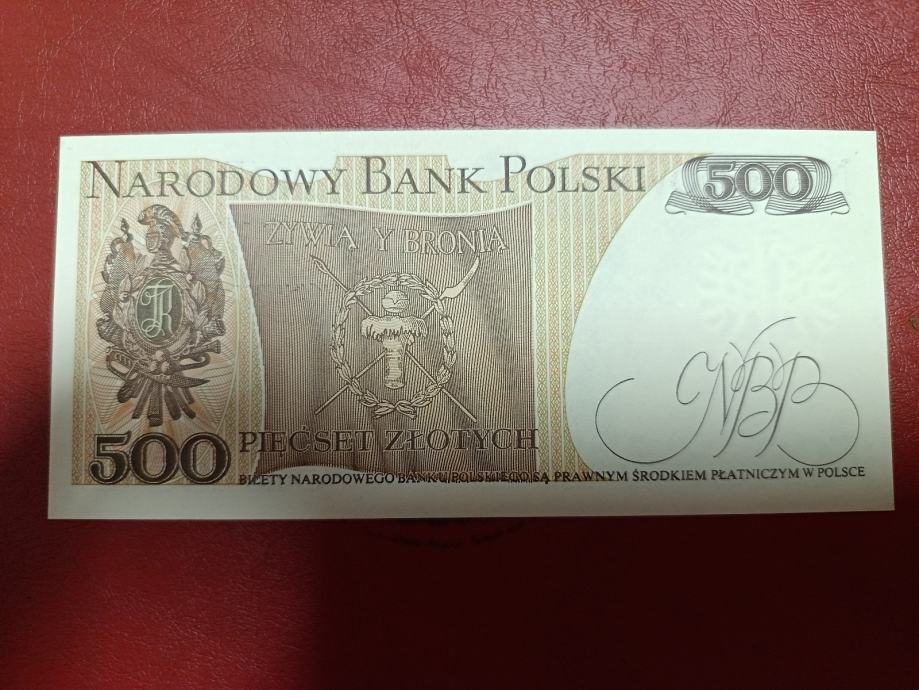 NARODOWY BANK POLSKI
500
ŻYWIĄ Y BRONIĄ
TK
NBP
500
PIĘĆSET ZŁOTYCH
BILETY NARODOWEGO BANKU POLSKIEGO SĄ PRAWNYM ŚRODKIEM PŁATNICZYM W POLSCE